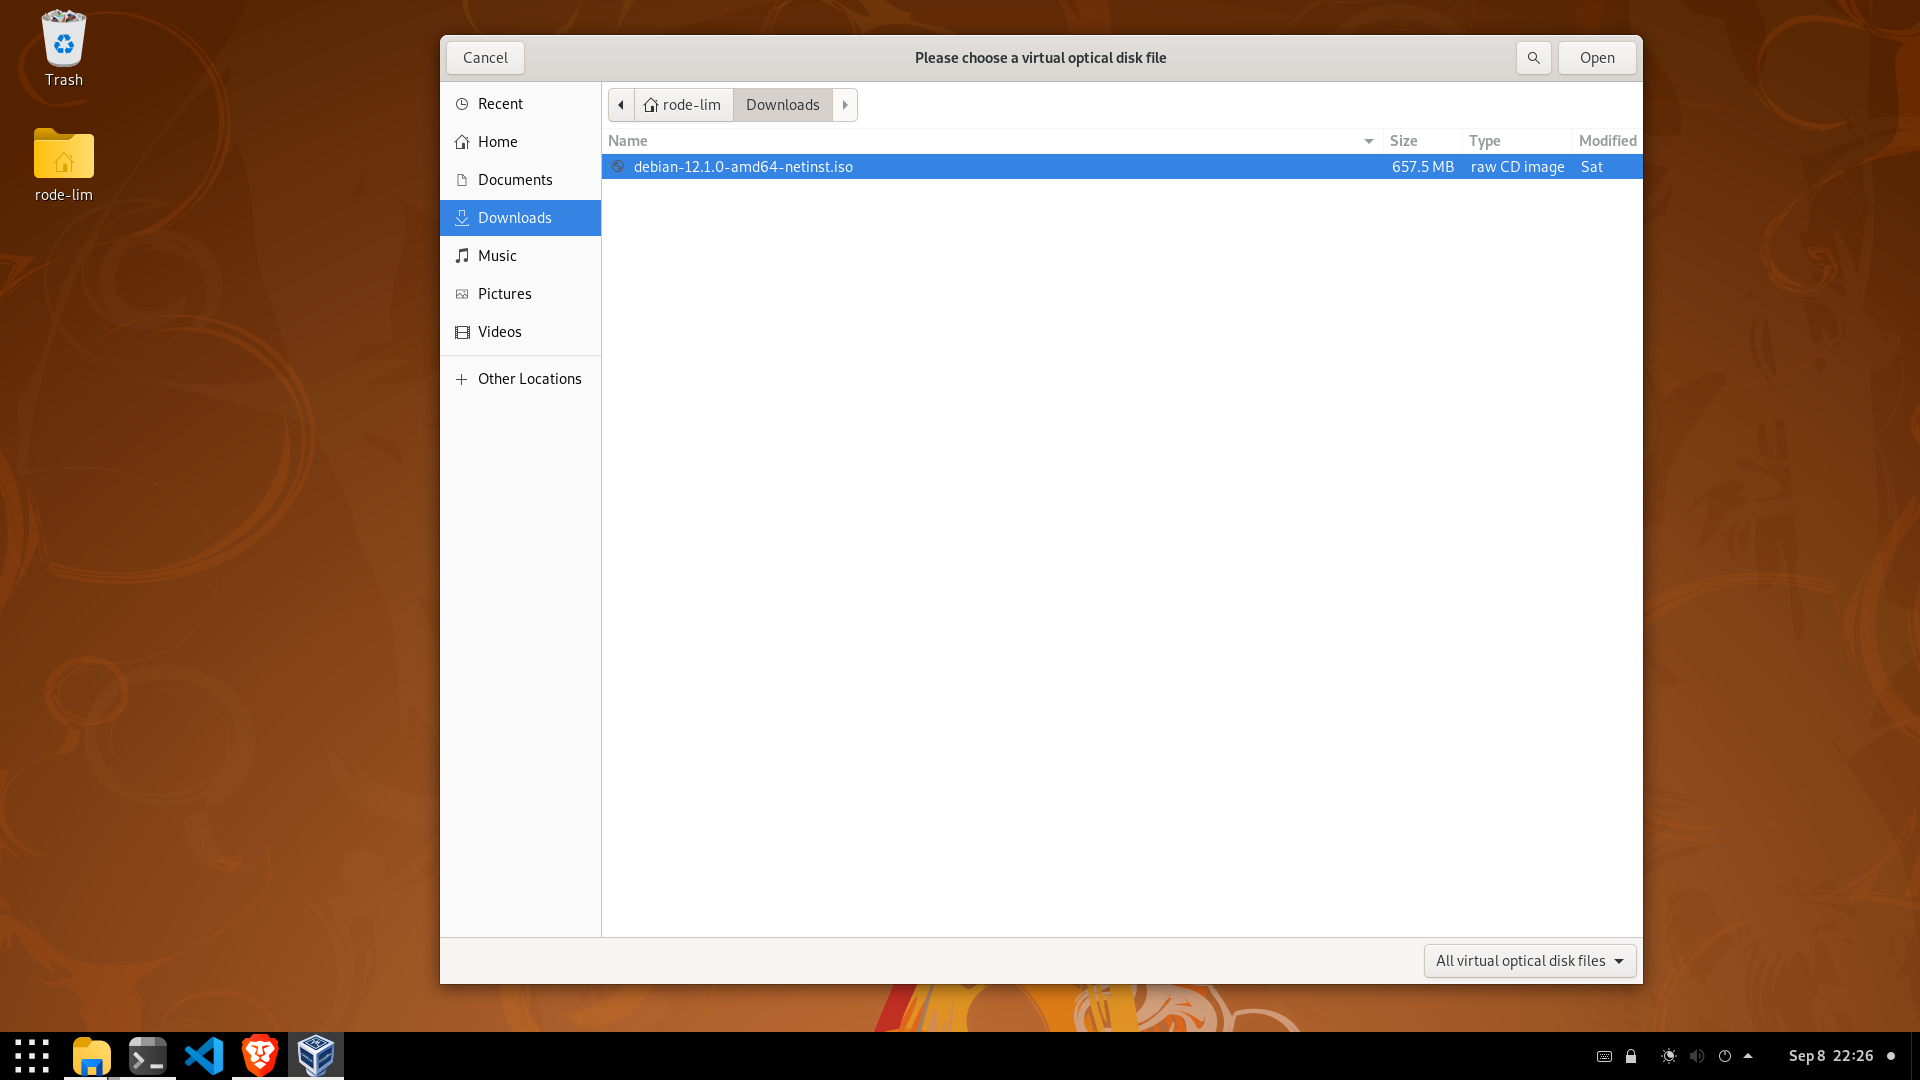 Trash
rode-lim
Cancel
Please choose a virtual optical disk file
Open
Recent
Home
Documents
Downloads
Music
Pictures
Videos
Other Locations
rode-lim
Downloads
Name Size Type Modified
debian-12.1.0-amd64-netinst.iso 657.5 MB raw CD image Sat
All virtual optical disk files
Sep 8 22:26